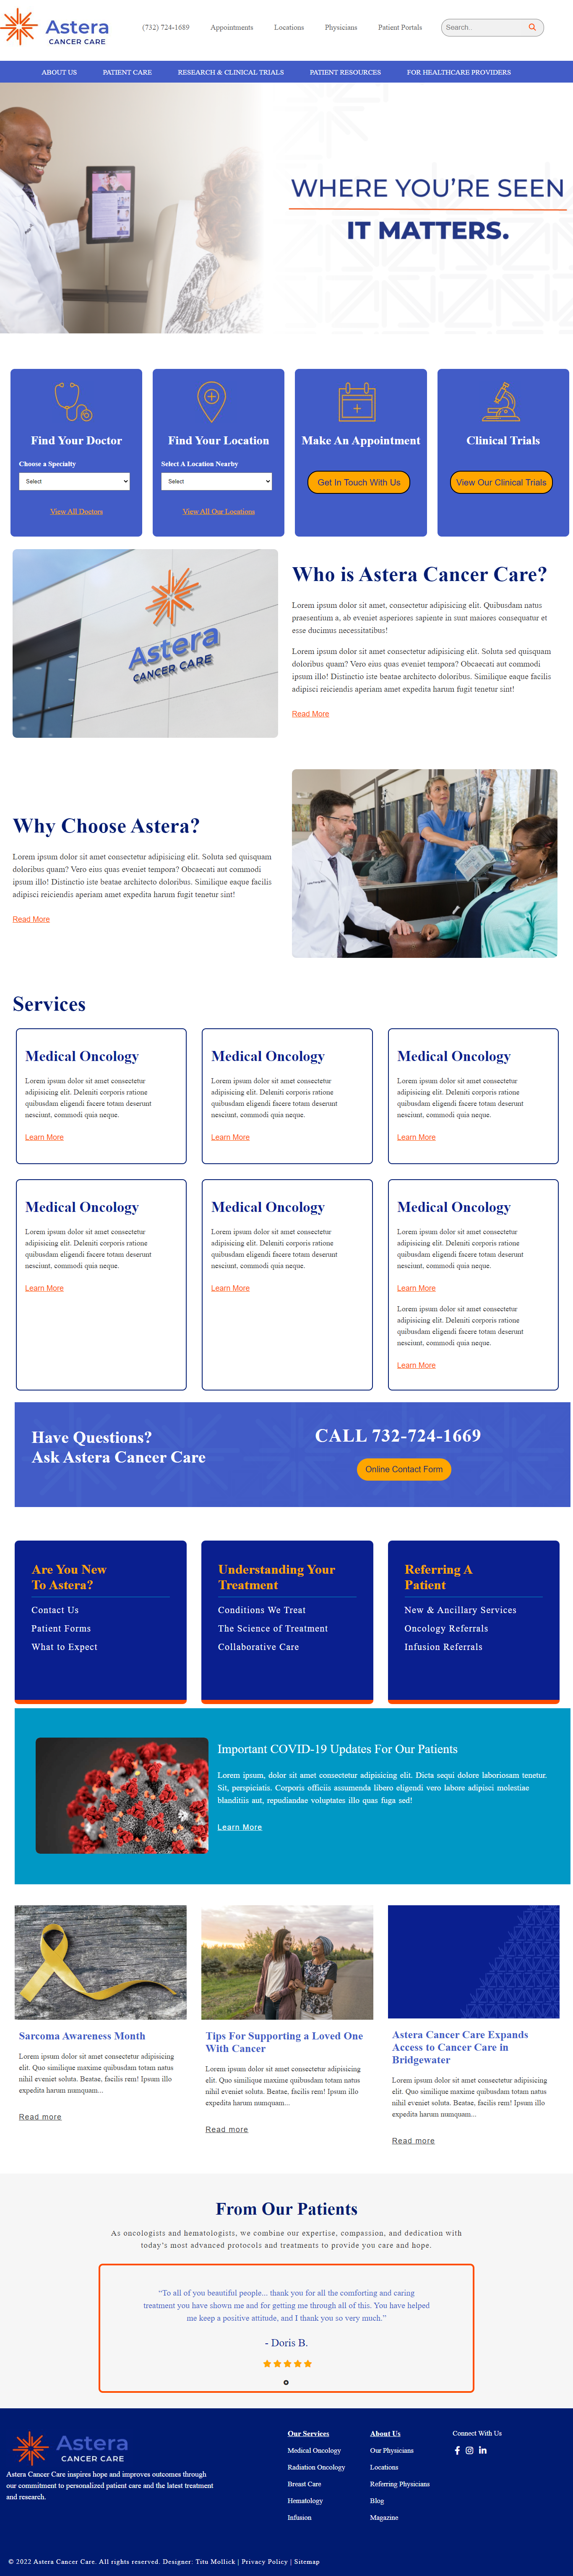 Astera
CANCER CARE
(732) 724-1689 Appointments Locations Physicians Patient Portals Search..
ABOUT US PATIENT CARE RESEARCH & CLINICAL TRIALS PATIENT RESOURCES FOR HEALTHCARE PROVIDERS
WHERE YOU'RE SEEN
IT MATTERS.
Find Your Doctor
Choose a Specialty
Select
View All Doctors
Find Your Location
Select A Location Nearby
Select
View All Our Locations
Make An Appointment
Get In Touch With Us
Clinical Trials
View Our Clinical Trials
Astera
CANCER CARE
Who is Astera Cancer Care?
Lorem ipsum dolor sit amet, consectetur adipisicing elit. Quibusdam natus
praesentium a, ab eveniet asperiores sapiente in sunt maiores consequatur et
esse ducimus necessitatibus!
Lorem ipsum dolor sit amet consectetur adipisicing elit. Soluta sed quisquam
doloribus quam? Vero eius quas eveniet tempora? Obcaecati aut commodi
ipsum illo! Distinctio iste beatae architecto doloribus. Similique eaque facilis
adipisci reiciendis aperiam amet expedita harum fugit tenetur sint!
Read More
Why Choose Astera?
Lorem ipsum dolor sit amet consectetur adipisicing elit. Soluta sed quisquam
doloribus quam? Vero eius quas eveniet tempora? Obcaecati aut commodi
ipsum illo! Distinctio iste beatae architecto doloribus. Similique eaque facilis
adipisci reiciendis aperiam amet expedita harum fugit tenetur sint!
Read More
Services
Medical Oncology
Lorem ipsum dolor sit amet consectetur
adipisicing elit. Deleniti corporis ratione
quibusdam eligendi facere totam deserunt
nesciunt, commodi quia neque.
Learn More
Medical Oncology
Lorem ipsum dolor sit amet consectetur
adipisicing elit. Deleniti corporis ratione
quibusdam eligendi facere totam deserunt
nesciunt, commodi quia neque.
Learn More
Medical Oncology
Lorem ipsum dolor sit amet consectetur
adipisicing elit. Deleniti corporis ratione
quibusdam eligendi facere totam deserunt
nesciunt, commodi quia neque.
Learn More
Medical Oncology
Lorem ipsum dolor sit amet consectetur
adipisicing elit. Deleniti corporis ratione
quibusdam eligendi facere totam deserunt
nesciunt, commodi quia neque.
Learn More
Medical Oncology
Lorem ipsum dolor sit amet consectetur
adipisicing elit. Deleniti corporis ratione
quibusdam eligendi facere totam deserunt
nesciunt, commodi quia neque.
Learn More
Medical Oncology
Lorem ipsum dolor sit amet consectetur
adipisicing elit. Deleniti corporis ratione
quibusdam eligendi facere totam deserunt
nesciunt, commodi quia neque.
Learn More
Lorem ipsum dolor sit amet consectetur
adipisicing elit. Deleniti corporis ratione
quibusdam eligendi facere totam deserunt
nesciunt, commodi quia neque.
Learn More
Have Questions?
Ask Astera Cancer Care
CALL 732-724-1669
Online Contact Form
Are You New
To Astera?
Contact Us
Patient Forms
What to Expect
Understanding Your
Treatment
Conditions We Treat
The Science of Treatment
Collaborative Care
Referring A
Patient
New & Ancillary Services
Oncology Referrals
Infusion Referrals
Important COVID-19 Updates For Our Patients
Lorem ipsum, dolor sit amet consectetur adipisicing elit. Dicta sequi dolore laboriosam tenetur.
Sit, perspiciatis. Corporis officiis assumenda libero eligendi vero labore adipisci molestiae
blanditiis aut, repudiandae voluptates illo quas fuga sed!
Learn More
Sarcoma Awareness Month
Lorem ipsum dolor sit amet consectetur adipisicing
elit. Quo similique maxime quibusdam totam natus
nihil eveniet soluta. Beatae, facilis rem! Ipsum illo
expedita harum numquam...
Read more
Tips For Supporting a Loved One
With Cancer
Lorem ipsum dolor sit amet consectetur adipisicing
elit. Quo similique maxime quibusdam totam natus
nihil eveniet soluta. Beatae, facilis rem! Ipsum illo
expedita harum numquam...
Read more
Astera Cancer Care Expands
Access to Cancer Care in
Bridgewater
Lorem ipsum dolor sit amet consectetur adipisicing
elit. Quo similique maxime quibusdam totam natus
nihil eveniet soluta. Beatae, facilis rem! Ipsum illo
expedita harum numquam...
Read more
From Our Patients
As oncologists and hematologists, we combine our expertise, compassion, and dedication with
today's most advanced protocols and treatments to provide you care and hope.
“To all of you beautiful people... thank you for all the comforting and caring
treatment you have shown me and for getting me through all of this. You have helped
me keep a positive attitude, and I thank you so very much.”
- Doris B.
Astera
CANCER CARE
Astera Cancer Care inspires hope and improves outcomes through
our commitment to personalized patient care and the latest treatment
and research.
Our Services
Medical Oncology
Radiation Oncology
Breast Care
Hematology
Infusion
About Us
Our Physicians
Locations
Referring Physicians
Blog
Magazine
Connect With Us
© 2022 Astera Cancer Care. All rights reserved. Designer: Titu Mollick | Privacy Policy | Sitemap